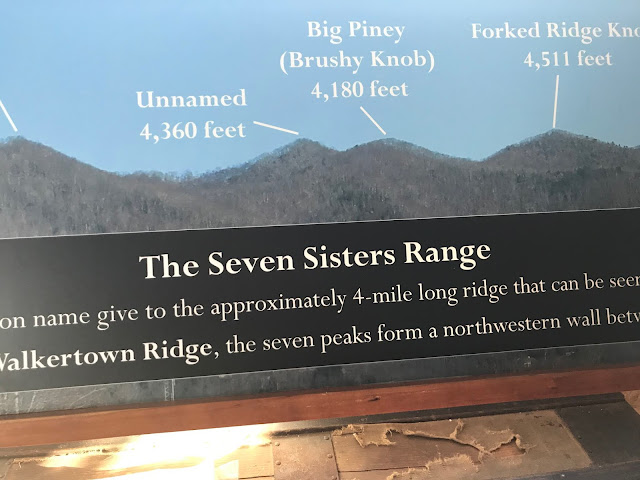 Big Piney
(Brushy Knob)
4,180 feet
Forked Ridge Kno
4,511 feet
Unnamed
4,360 feet
The Seven Sisters Range
on name give to the approximately 4-mile long ridge that can be seen
Walkertown Ridge, the seven peaks form a northwestern wall betw